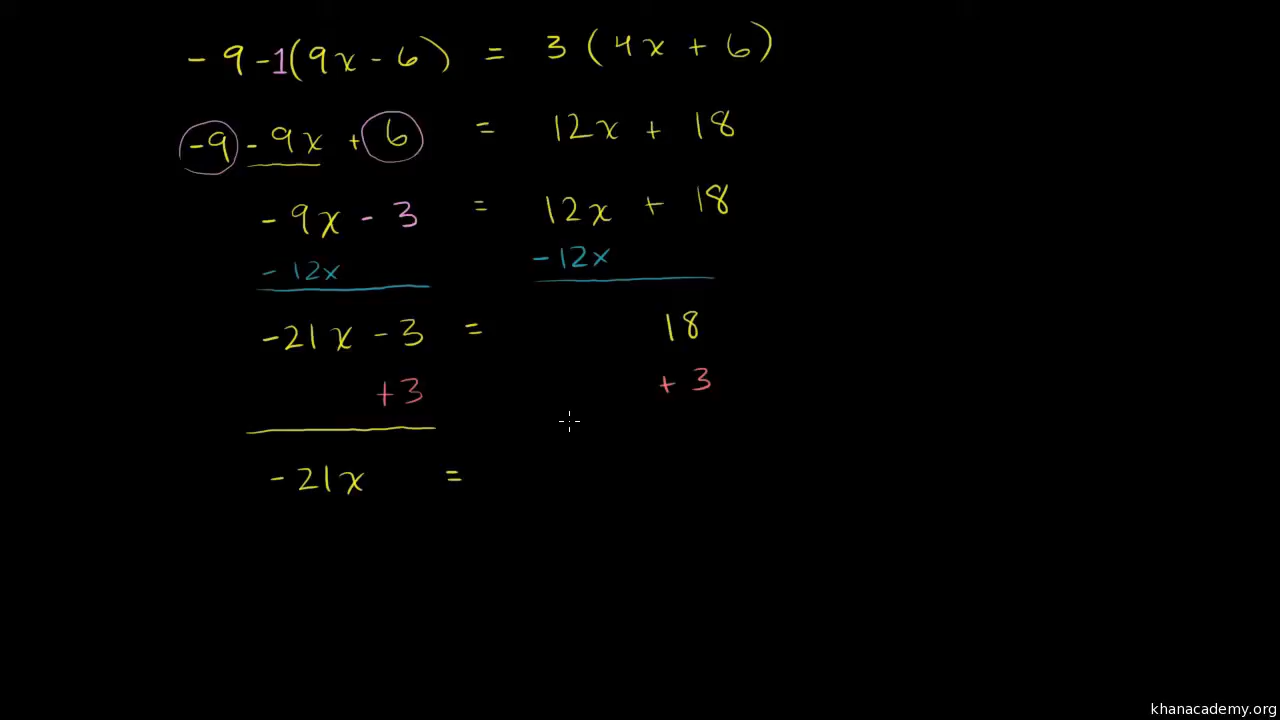 -9-1(9x-6) = 3(4x+6)
-9-9x+6 = 12x+18
-9x-3 = 12x+18
-12x -12x
-21x-3 = 18
+3 +3
-21x =
khanacademy.org